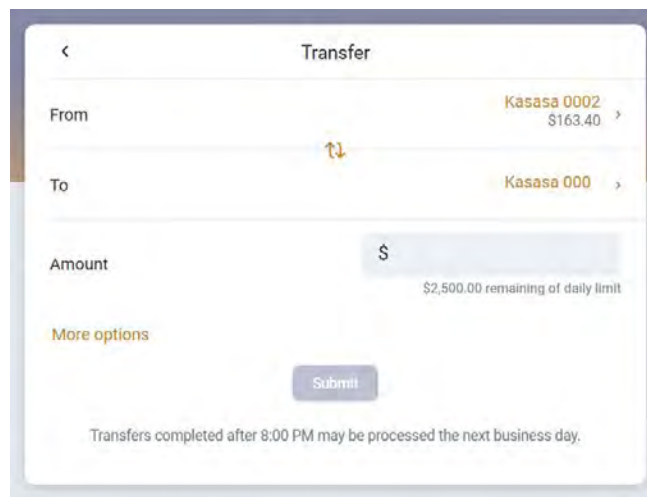 Transfer
From
Kasasa 0002
$163.40
To
Kasasa 000
Amount
$
$2,500.00 remaining of daily limit
More options
Submit
Transfers completed after 8:00 PM may be processed the next business day.